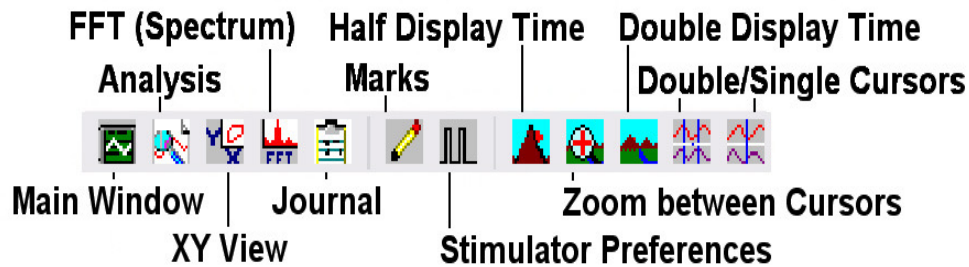 FFT (Spectrum) Half Display Time Double Display Time
Analysis Marks Double/Single Cursors
Y X FFT
Main Window Journal Zoom between Cursors
XY View Stimulator Preferences